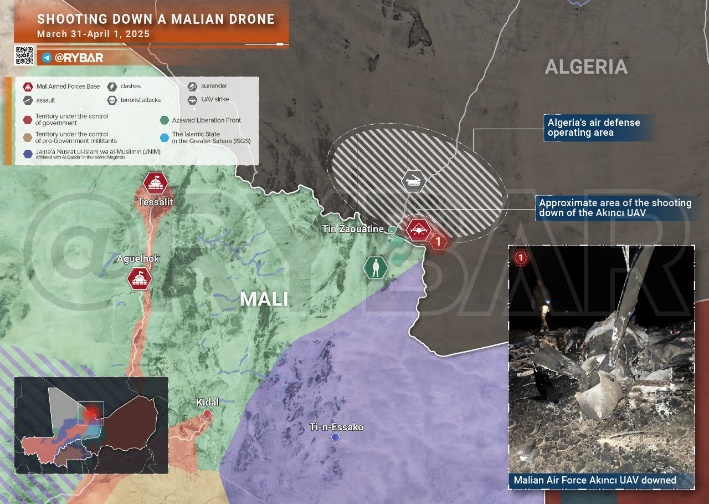 SHOOTING DOWN A MALIAN DRONE
March 31-April 1, 2025
@RYBAR
Mali Armed Forces Base
clashes
surrender
assault
terrorist attacks
UAV strike
Territory under the control
of government
Azawad Liberation Front
Territory under the control
of pro-Government militants
The Islamic State
in the Greater Sahara (ISGS)
Jama'a Nusrat ul-Islam wa al-Muslimin (JNIM)
Affiliated with Al-Qaeda in the Islamic Maghreb
ALGERIA
Algeria's air defense
operating area
Approximate area of the shooting
down of the Akıncı UAV
Tessalit
Tin Zaouatine
1
@RYBAR
Aguelhok
MALI
1
Kidal
Ti-n-Essako
Malian Air Force Akıncı UAV downed